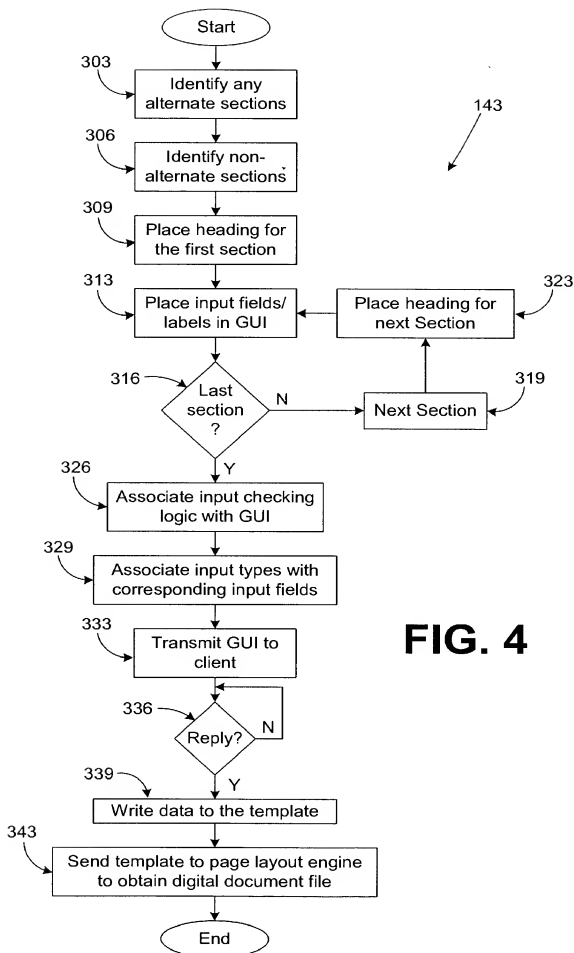 Start
303
Identify any
alternate sections
143
306
Identify non-
alternate sections
309
Place heading for
the first section
313
Place input fields/
labels in GUI
Place heading for
next Section
323
316
Last
section
?
N
Next Section
319
Y
326
Associate input checking
logic with GUI
329
Associate input types with
corresponding input fields
333
Transmit GUI to
client
FIG. 4
336
Reply?
N
Y
339
Write data to the template
343
Send template to page layout engine
to obtain digital document file
End